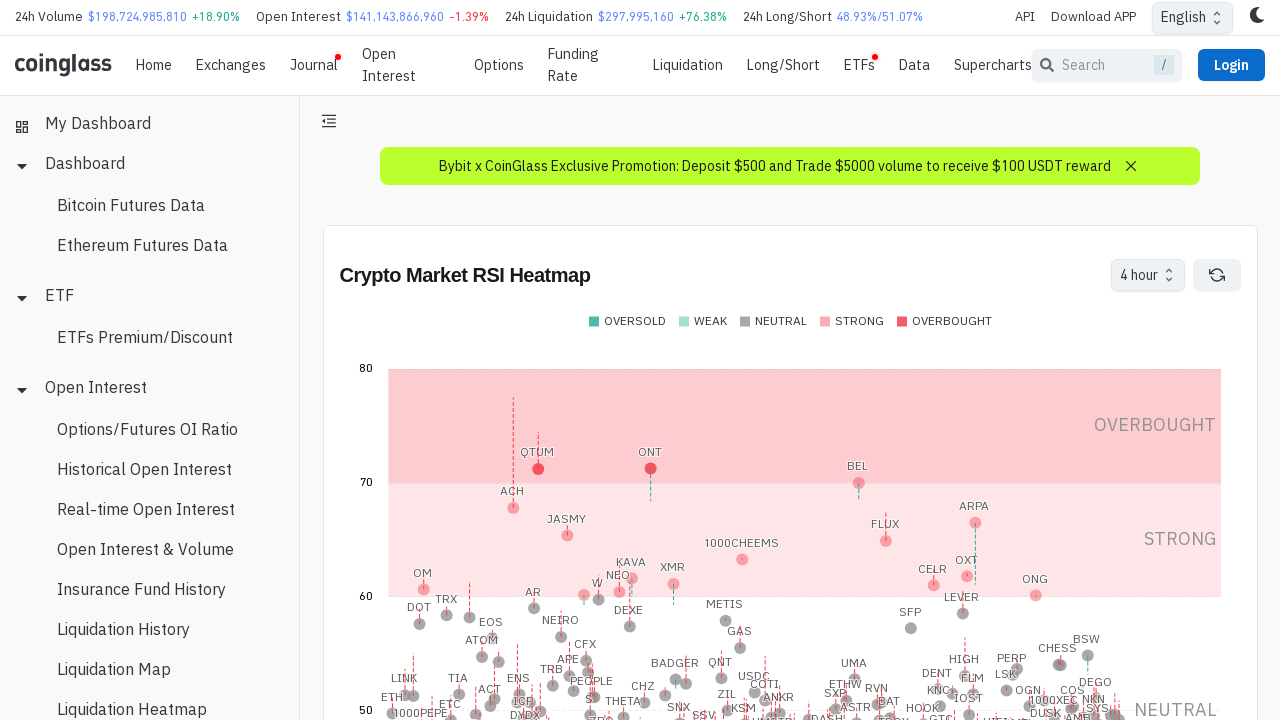 24h Volume $198,724,985,810 +18.90% Open Interest $141,143,866,960 -1.39% 24h Liquidation $297,995,160 +76.38% 24h Long/Short 48.93%/51.07% API Download APP English
coinglass Home Exchanges Journal Open Interest Options Funding Rate Liquidation Long/Short ETFs Data Supercharts Search / Login
My Dashboard
Dashboard
Bitcoin Futures Data
Ethereum Futures Data
ETF
ETFs Premium/Discount
Open Interest
Options/Futures OI Ratio
Historical Open Interest
Real-time Open Interest
Open Interest & Volume
Insurance Fund History
Liquidation History
Liquidation Map
Liquidation Heatmap
Bybit x CoinGlass Exclusive Promotion: Deposit $500 and Trade $5000 volume to receive $100 USDT reward
Crypto Market RSI Heatmap 4 hour
OVERSOLD WEAK NEUTRAL STRONG OVERBOUGHT
80
OVERBOUGHT
QTUM ONT
BEL
70
ACH
ARPA
JASMY
FLUX
STRONG
1000CHEEMS
KAVA
OXT
XMR
CELR
OM
NEO
ONG
W
AR
60
TRX
LEVER
METIS
DOT
DEXE
SFP
EOS
NEIRO
GAS
BSW
ATOM
CFX
CHESS
APE
PERP
HIGH
BADGER
QNT
UMA
TRB
DENT
LSK
USDC
TIA
ENS
FLM
PEOPLE
CHZ
COTI
ETHW
DEGO
ACT
RVN
KNC
OGN
COS
ETHFI
ZIL
ANKR
SXP
IOST
ETC
ICP
THETA
BAT
1000XEC
NKN
SNX
KSM
ASTR
HOOK
SYS
50
1000PEPE
DYDX
SSV
DUSK
NEUTRAL
DASH
GTC
AMB